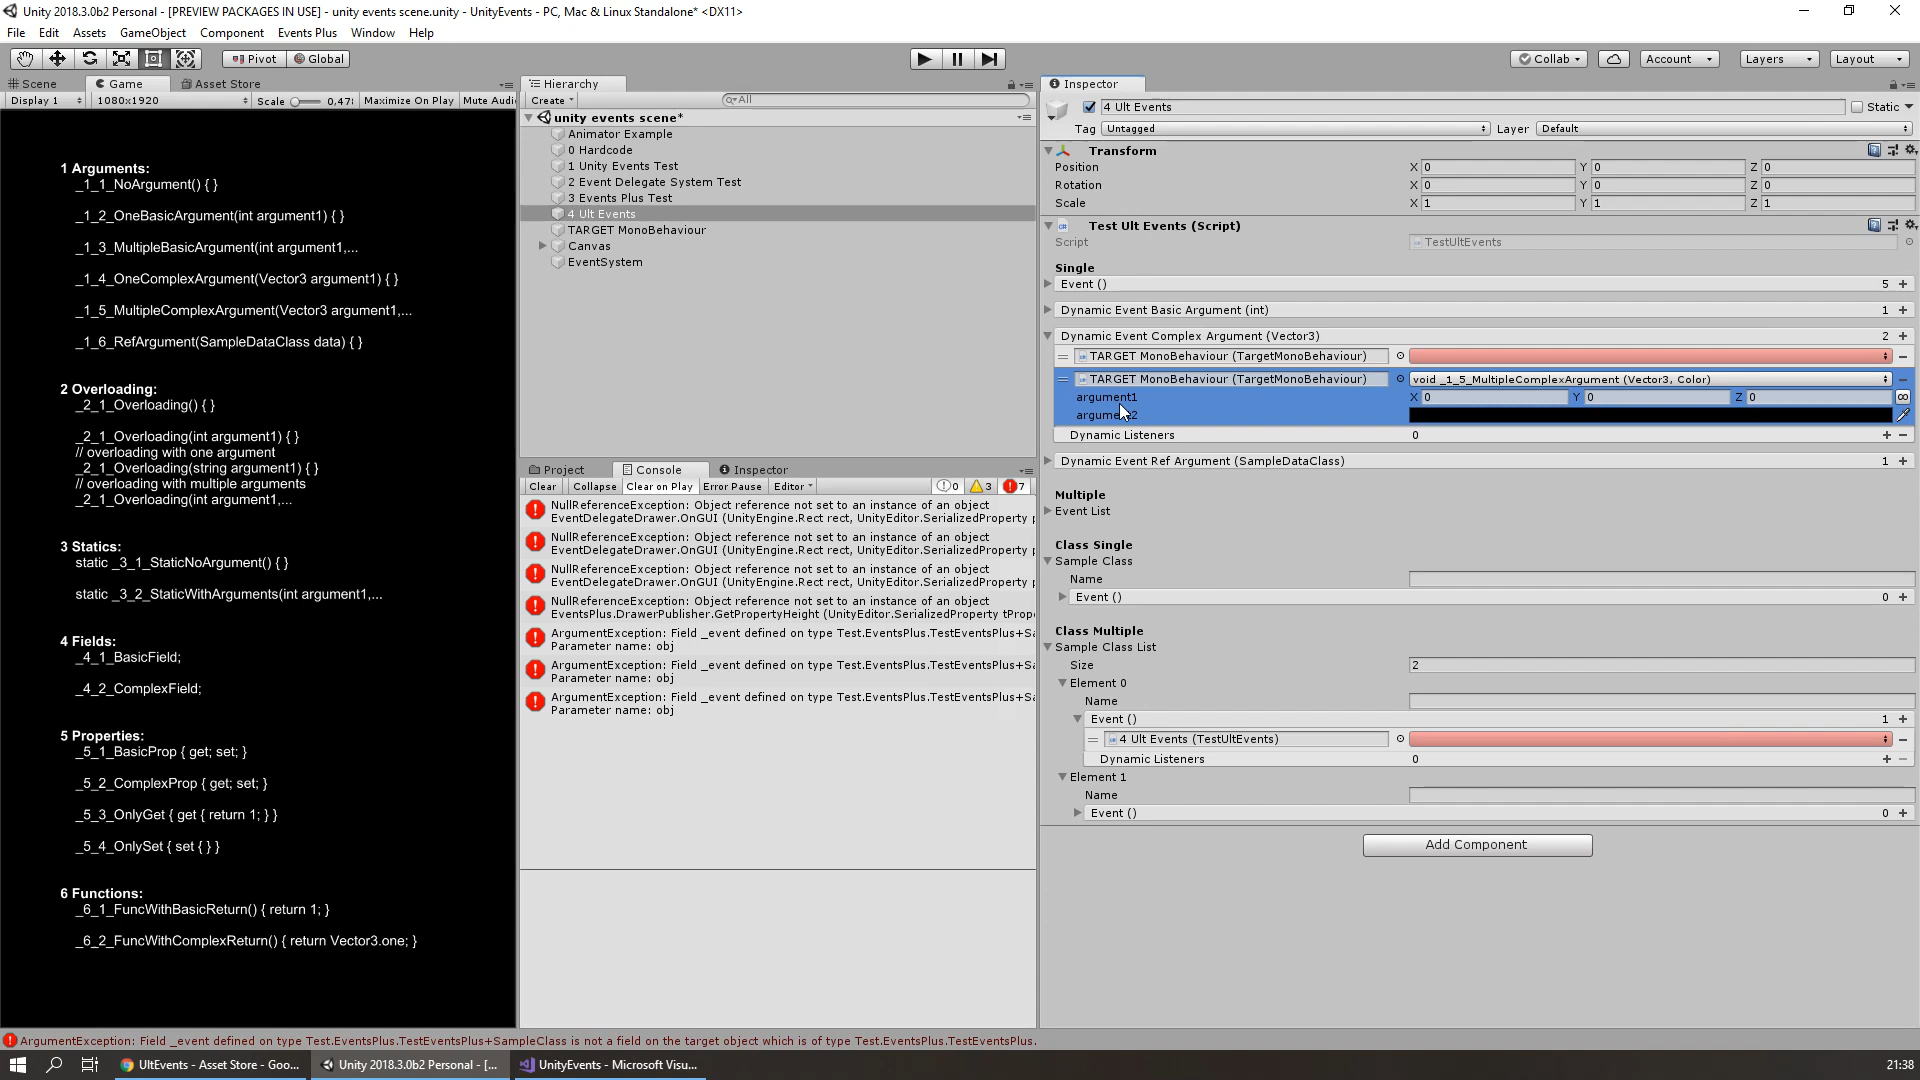 Unity 2018.3.0b2 Personal - [PREVIEW PACKAGES IN USE] - unity events scene.unity - UnityEvents - PC, Mac & Linux Standalone* <DX11>
File Edit Assets GameObject Component Events Plus Window Help
Pivot Global Collab Account Layers Layout
Scene Game Asset Store
Display 1 1080x1920 Scale 0,47: Maximize On Play Mute Audi
1 Arguments:
_1_1_NoArgument() { }
_1_2_OneBasicArgument(int argument1) { }
_1_3_MultipleBasicArgument(int argument1,...
_1_4_OneComplexArgument(Vector3 argument1) { }
_1_5_MultipleComplexArgument(Vector3 argument1,...
_1_6_RefArgument(SampleDataClass data) { }
2 Overloading:
_2_1_Overloading() { }
_2_1_Overloading(int argument1) { }
// overloading with one argument
_2_1_Overloading(string argument1) { }
// overloading with multiple arguments
_2_1_Overloading(int argument1,...
3 Statics:
static _3_1_StaticNoArgument() { }
static _3_2_StaticWithArguments(int argument1,...
4 Fields:
_4_1_BasicField;
_4_2_ComplexField;
5 Properties:
_5_1_BasicProp { get; set; }
_5_2_ComplexProp { get; set; }
_5_3_OnlyGet { get { return 1; } }
_5_4_OnlySet { set { } }
6 Functions:
_6_1_FuncWithBasicReturn() { return 1; }
_6_2_FuncWithComplexReturn() { return Vector3.one; }
Hierarchy
Create All
unity events scene*
Animator Example
0 Hardcode
1 Unity Events Test
2 Event Delegate System Test
3 Events Plus Test
4 Ult Events
TARGET MonoBehaviour
Canvas
EventSystem
Project Console Inspector
Clear Collapse Clear on Play Error Pause Editor 0 3 7
NullReferenceException: Object reference not set to an instance of an object
EventDelegateDrawer.OnGUI (UnityEngine.Rect rect, UnityEditor.SerializedProperty p
NullReferenceException: Object reference not set to an instance of an object
EventDelegateDrawer.OnGUI (UnityEngine.Rect rect, UnityEditor.SerializedProperty p
NullReferenceException: Object reference not set to an instance of an object
EventDelegateDrawer.OnGUI (UnityEngine.Rect rect, UnityEditor.SerializedProperty p
NullReferenceException: Object reference not set to an instance of an object
EventsPlus.DrawerPublisher.GetPropertyHeight (UnityEditor.SerializedProperty tPrope
ArgumentException: Field _event defined on type Test.EventsPlus.TestEventsPlus+Sa
Parameter name: obj
ArgumentException: Field _event defined on type Test.EventsPlus.TestEventsPlus+Sa
Parameter name: obj
ArgumentException: Field _event defined on type Test.EventsPlus.TestEventsPlus+Sa
Parameter name: obj
Inspector
4 Ult Events Static
Tag Untagged Layer Default
Transform
Position X 0 Y 0 Z 0
Rotation X 0 Y 0 Z 0
Scale X 1 Y 1 Z 1
Test Ult Events (Script)
Script TestUltEvents
Single
Event () 5
Dynamic Event Basic Argument (int) 1
Dynamic Event Complex Argument (Vector3) 2
TARGET MonoBehaviour (TargetMonoBehaviour)
TARGET MonoBehaviour (TargetMonoBehaviour) void _1_5_MultipleComplexArgument (Vector3, Color)
argument1 X 0 Y 0 Z 0
Dynamic Listeners 0
Dynamic Event Ref Argument (SampleDataClass) 1
Multiple
Event List
Class Single
Sample Class
Name
Event () 0
Class Multiple
Sample Class List
Size 2
Element 0
Name
Event () 1
4 Ult Events (TestUltEvents)
Dynamic Listeners 0
Element 1
Name
Event () 0
Add Component
ArgumentException: Field _event defined on type Test.EventsPlus.TestEventsPlus+SampleClass is not a field on the target object which is of type Test.EventsPlus.TestEventsPlus.
UltEvents - Asset Store - Goo... Unity 2018.3.0b2 Personal - [... UnityEvents - Microsoft Visu... 21:38